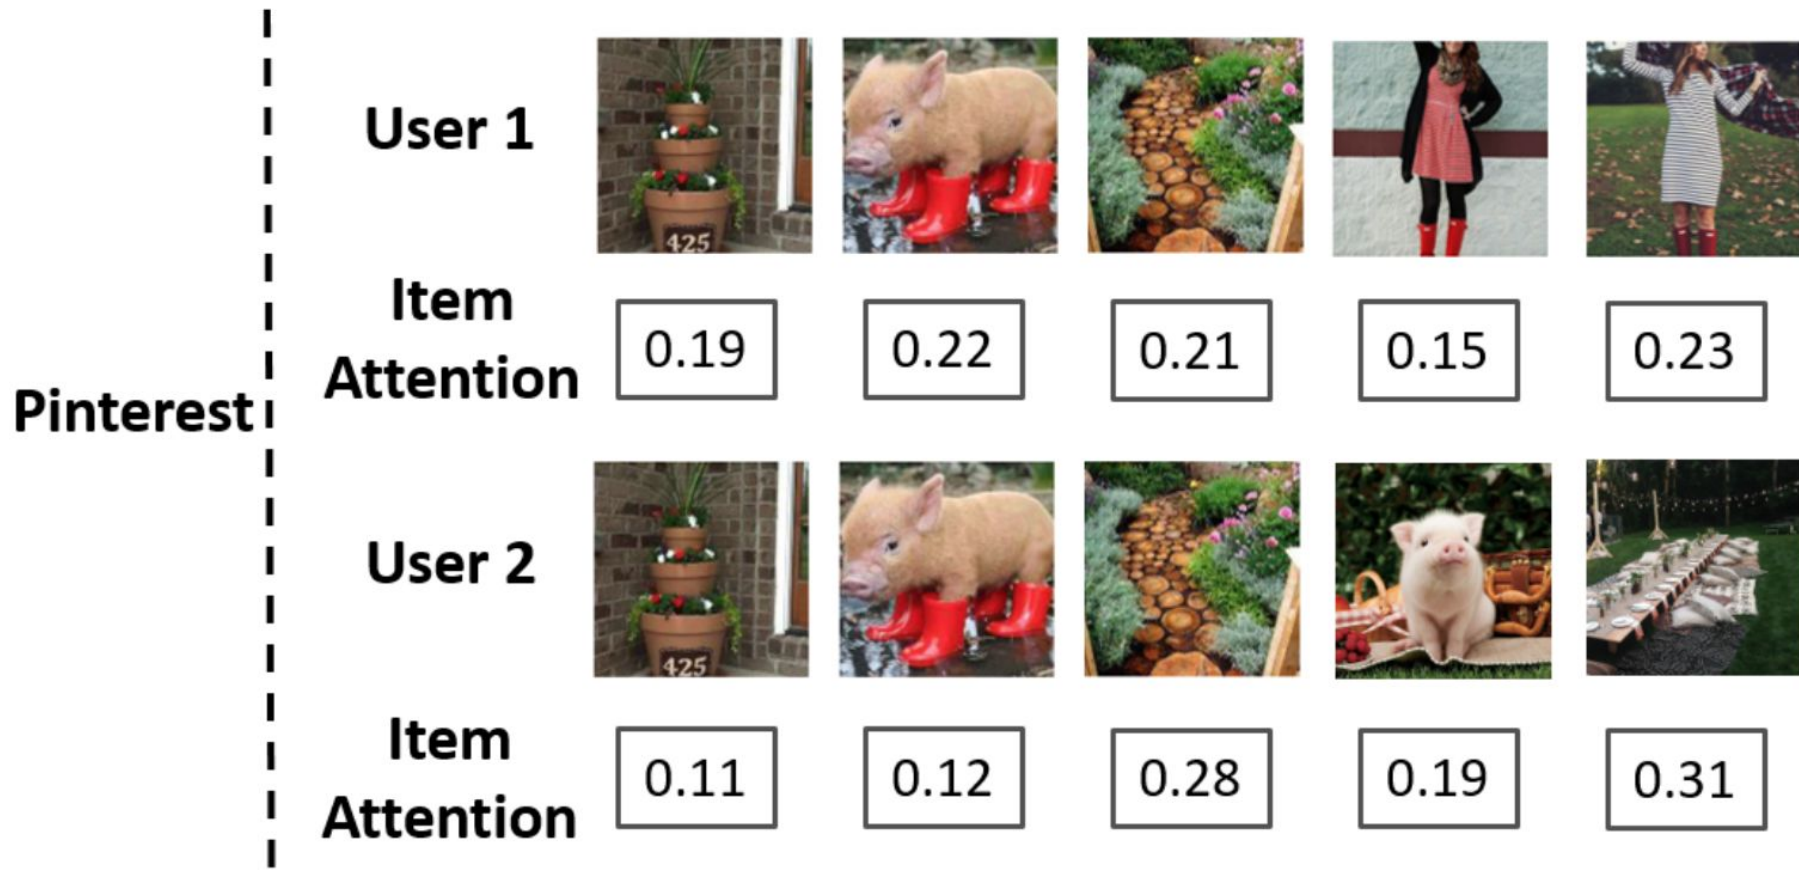 Pinterest
User 1
425
Item
Attention
0.19
0.22
0.21
0.15
0.23
User 2
425
Item
Attention
0.11
0.12
0.28
0.19
0.31